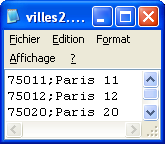 villes2....
Fichier Edition Format
Affichage ?
75011;Paris 11
75012;Paris 12
75020;Paris 20